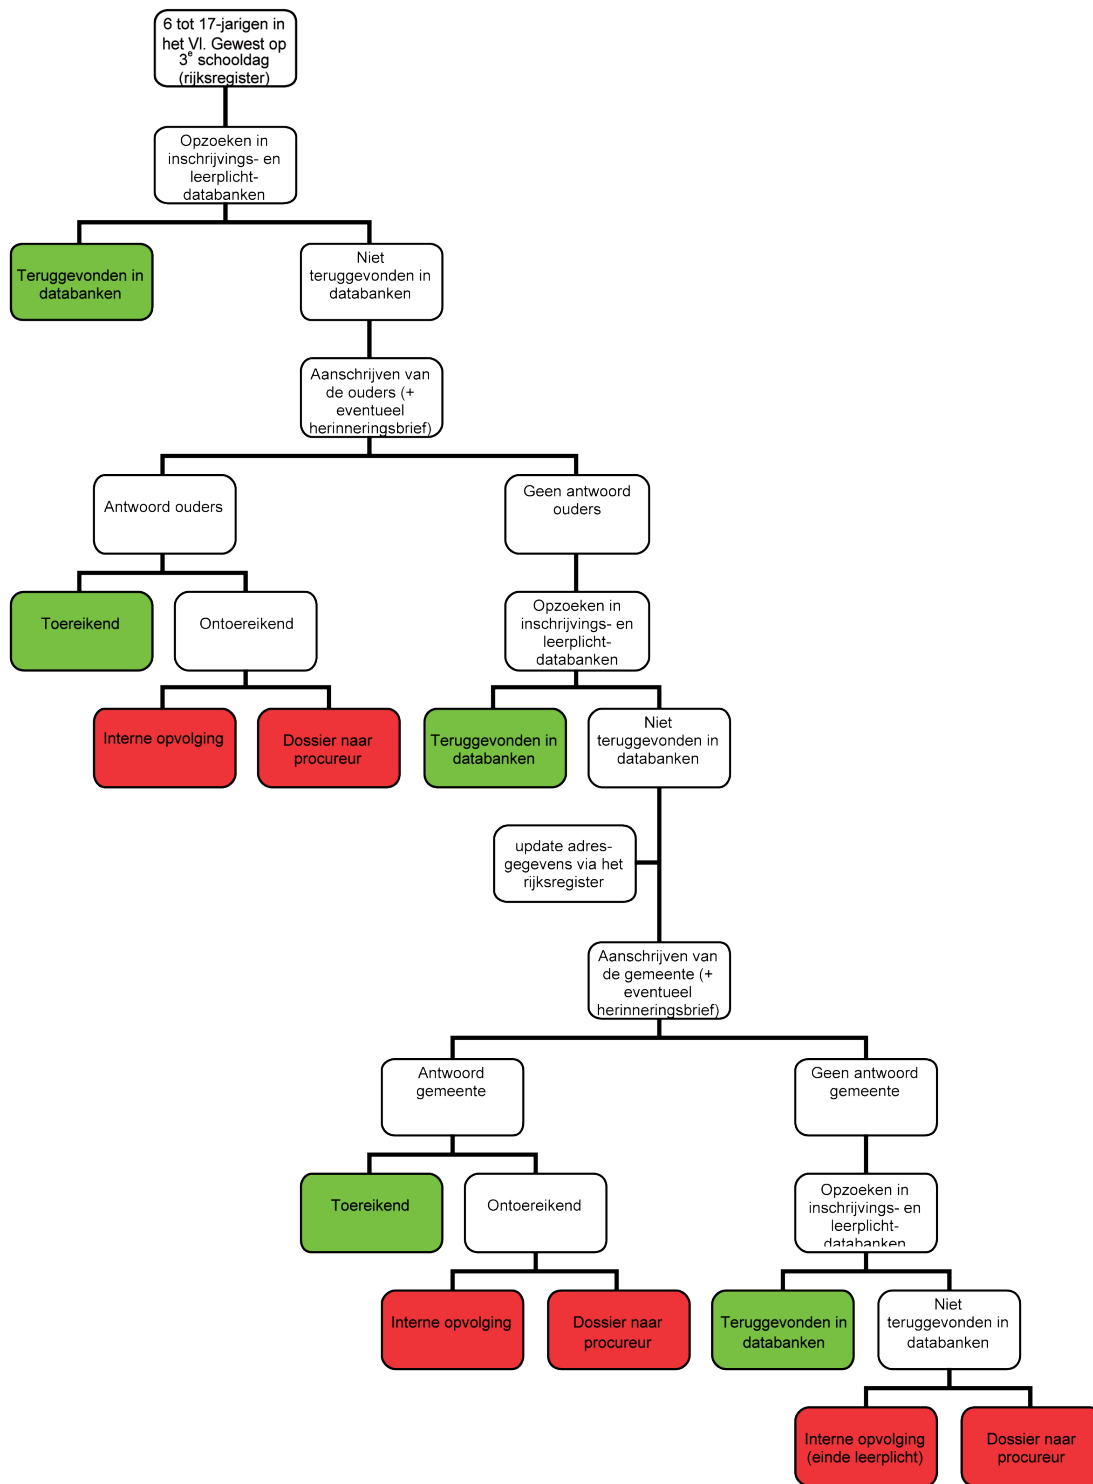 6 tot 17-jarigen in
het Vl. Gewest op
3e schooldag
(rijksregister)
Opzoeken in
inschrijvings- en
leerplicht-
databanken
Teruggevonden in
databanken
Niet
teruggevonden in
databanken
Aanschrijven van
de ouders (+
eventueel
herinneringsbrief)
Antwoord ouders
Geen antwoord
ouders
Toereikend
Ontoereikend
Opzoeken in
inschrijvings- en
leerplicht-
databanken
Interne opvolging
Dossier naar
procureur
Teruggevonden in
databanken
Niet
teruggevonden in
databanken
update adres-
gegevens via het
rijksregister
Aanschrijven van
de gemeente (+
eventueel
herinneringsbrief)
Antwoord
gemeente
Geen antwoord
gemeente
Toereikend
Ontoereikend
Opzoeken in
inschrijvings- en
leerplicht-
databanken
Interne opvolging
Dossier naar
procureur
Teruggevonden in
databanken
Niet
teruggevonden in
databanken
Interne opvolging
(einde leerplicht)
Dossier naar
procureur